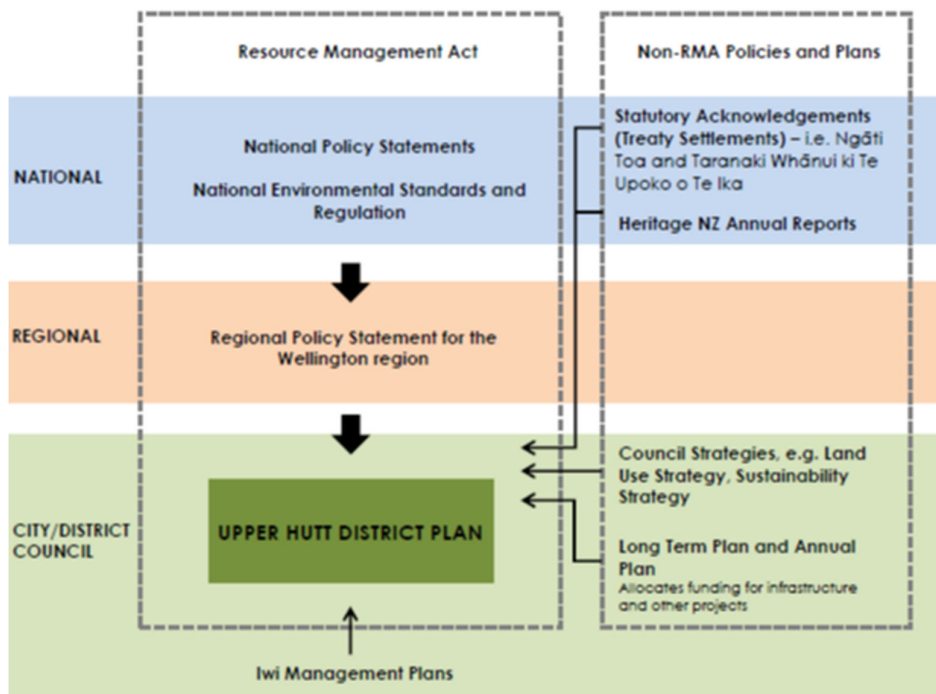 Resource Management Act
Non-RMA Policies and Plans
NATIONAL
National Policy Statements
National Environmental Standards and
Regulation
Statutory Acknowledgements
(Treaty Settlements) – i.e. Ngāti
Toa and Taranaki Whānui ki Te
Upoko o Te Ika
Heritage NZ Annual Reports
REGIONAL
Regional Policy Statement for the
Wellington region
CITY/DISTRICT
COUNCIL
UPPER HUTT DISTRICT PLAN
Council Strategies, e.g. Land
Use Strategy, Sustainability
Strategy
Long Term Plan and Annual
Plan
Allocates funding for infrastructure
and other projects
Iwi Management Plans